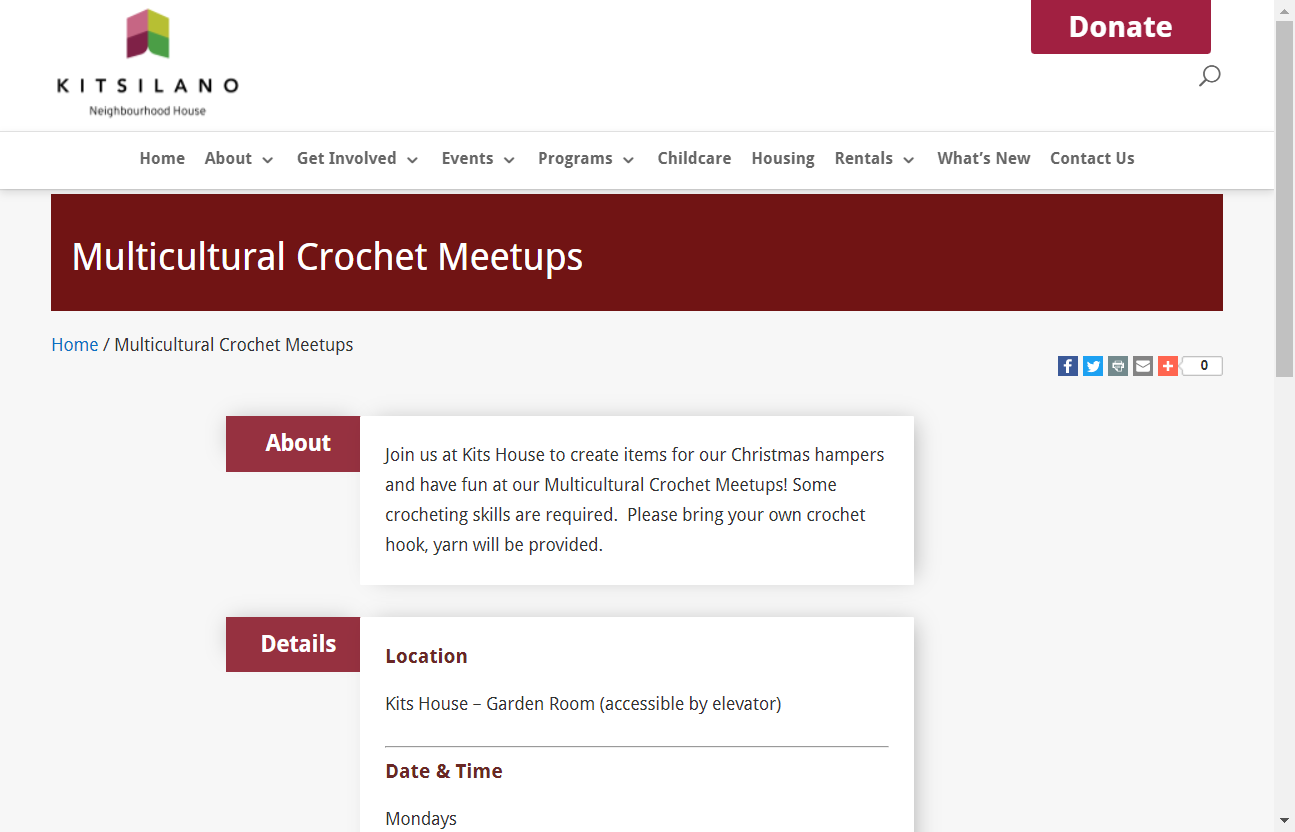 KITSILANO
Neighbourhood House
Donate
Home About Get Involved Events Programs Childcare Housing Rentals What’s New Contact Us
Multicultural Crochet Meetups
Home / Multicultural Crochet Meetups
0
About
Join us at Kits House to create items for our Christmas hampers
and have fun at our Multicultural Crochet Meetups! Some
crocheting skills are required.  Please bring your own crochet
hook, yarn will be provided.
Details
Location
Kits House – Garden Room (accessible by elevator)
Date & Time
Mondays